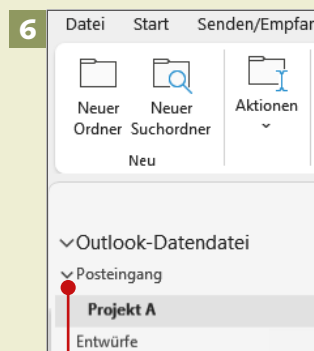 6
Datei Start Senden/Empfan
Neuer Ordner
Neuer Suchordner
Aktionen
Neu
Outlook-Datendatei
Posteingang
Projekt A
Entwürfe